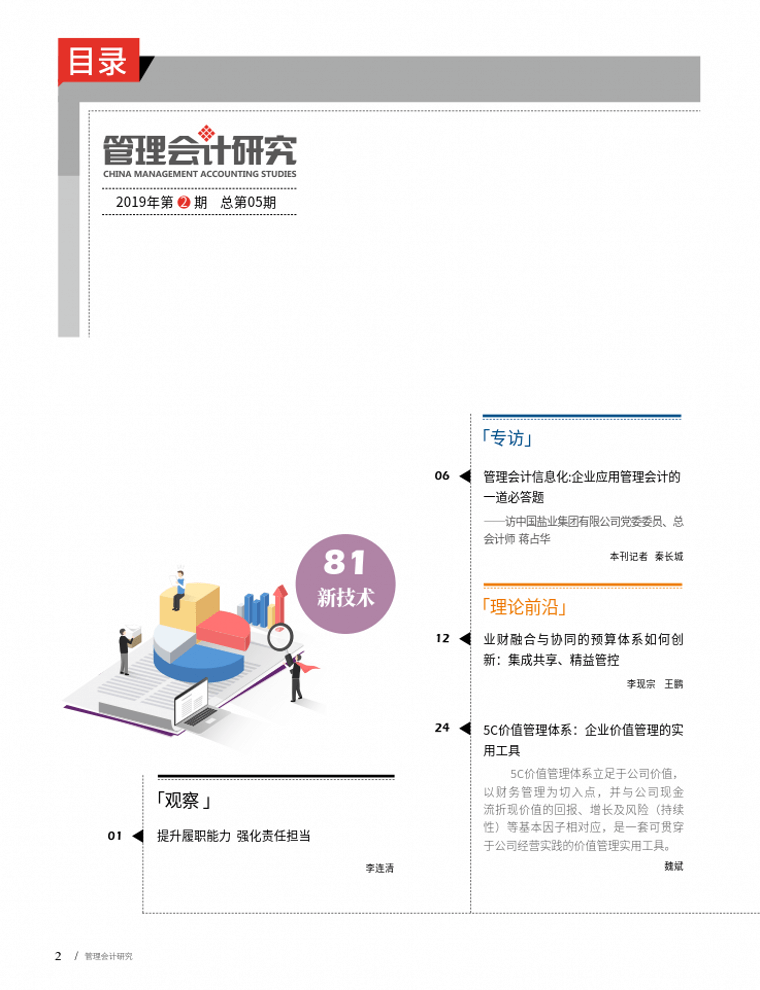 目录
管理会计研究
CHINA MANAGEMENT ACCOUNTING STUDIES
2019年第 2 期 总第05期
81
新技术
「观察 」
01 提升履职能力 强化责任担当
李连清
「专访」
06 管理会计信息化:企业应用管理会计的
一道必答题
——访中国盐业集团有限公司党委委员、总
会计师 蒋占华
本刊记者 秦长城
「理论前沿」
12 业财融合与协同的预算体系如何创
新：集成共享、精益管控
李现宗 王鹏
24 5C价值管理体系：企业价值管理的实
用工具
5C价值管理体系立足于公司价值，
以财务管理为切入点，并与公司现金
流折现价值的回报、增长及风险（持续
性）等基本因子相对应，是一套可贯穿
于公司经营实践的价值管理实用工具。
魏斌
2 / 管理会计研究